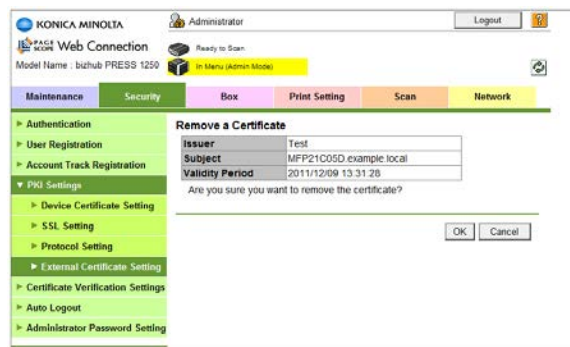 KONICA MINOLTA
Administrator
Logout
?
PAGE SCOPE Web Connection
Ready to Scan
Model Name : bizhub PRESS 1250
In Menu (Admin Mode)
Maintenance Security Box Print Setting Scan Network
Authentication
User Registration
Account Track Registration
PKI Settings
Device Certificate Setting
SSL Setting
Protocol Setting
External Certificate Setting
Certificate Verification Settings
Auto Logout
Administrator Password Setting
Remove a Certificate
Issuer Test
Subject MFP21C05D.example.local
Validity Period 2011/12/09 13:31:28
Are you sure you want to remove the certificate?
OK Cancel